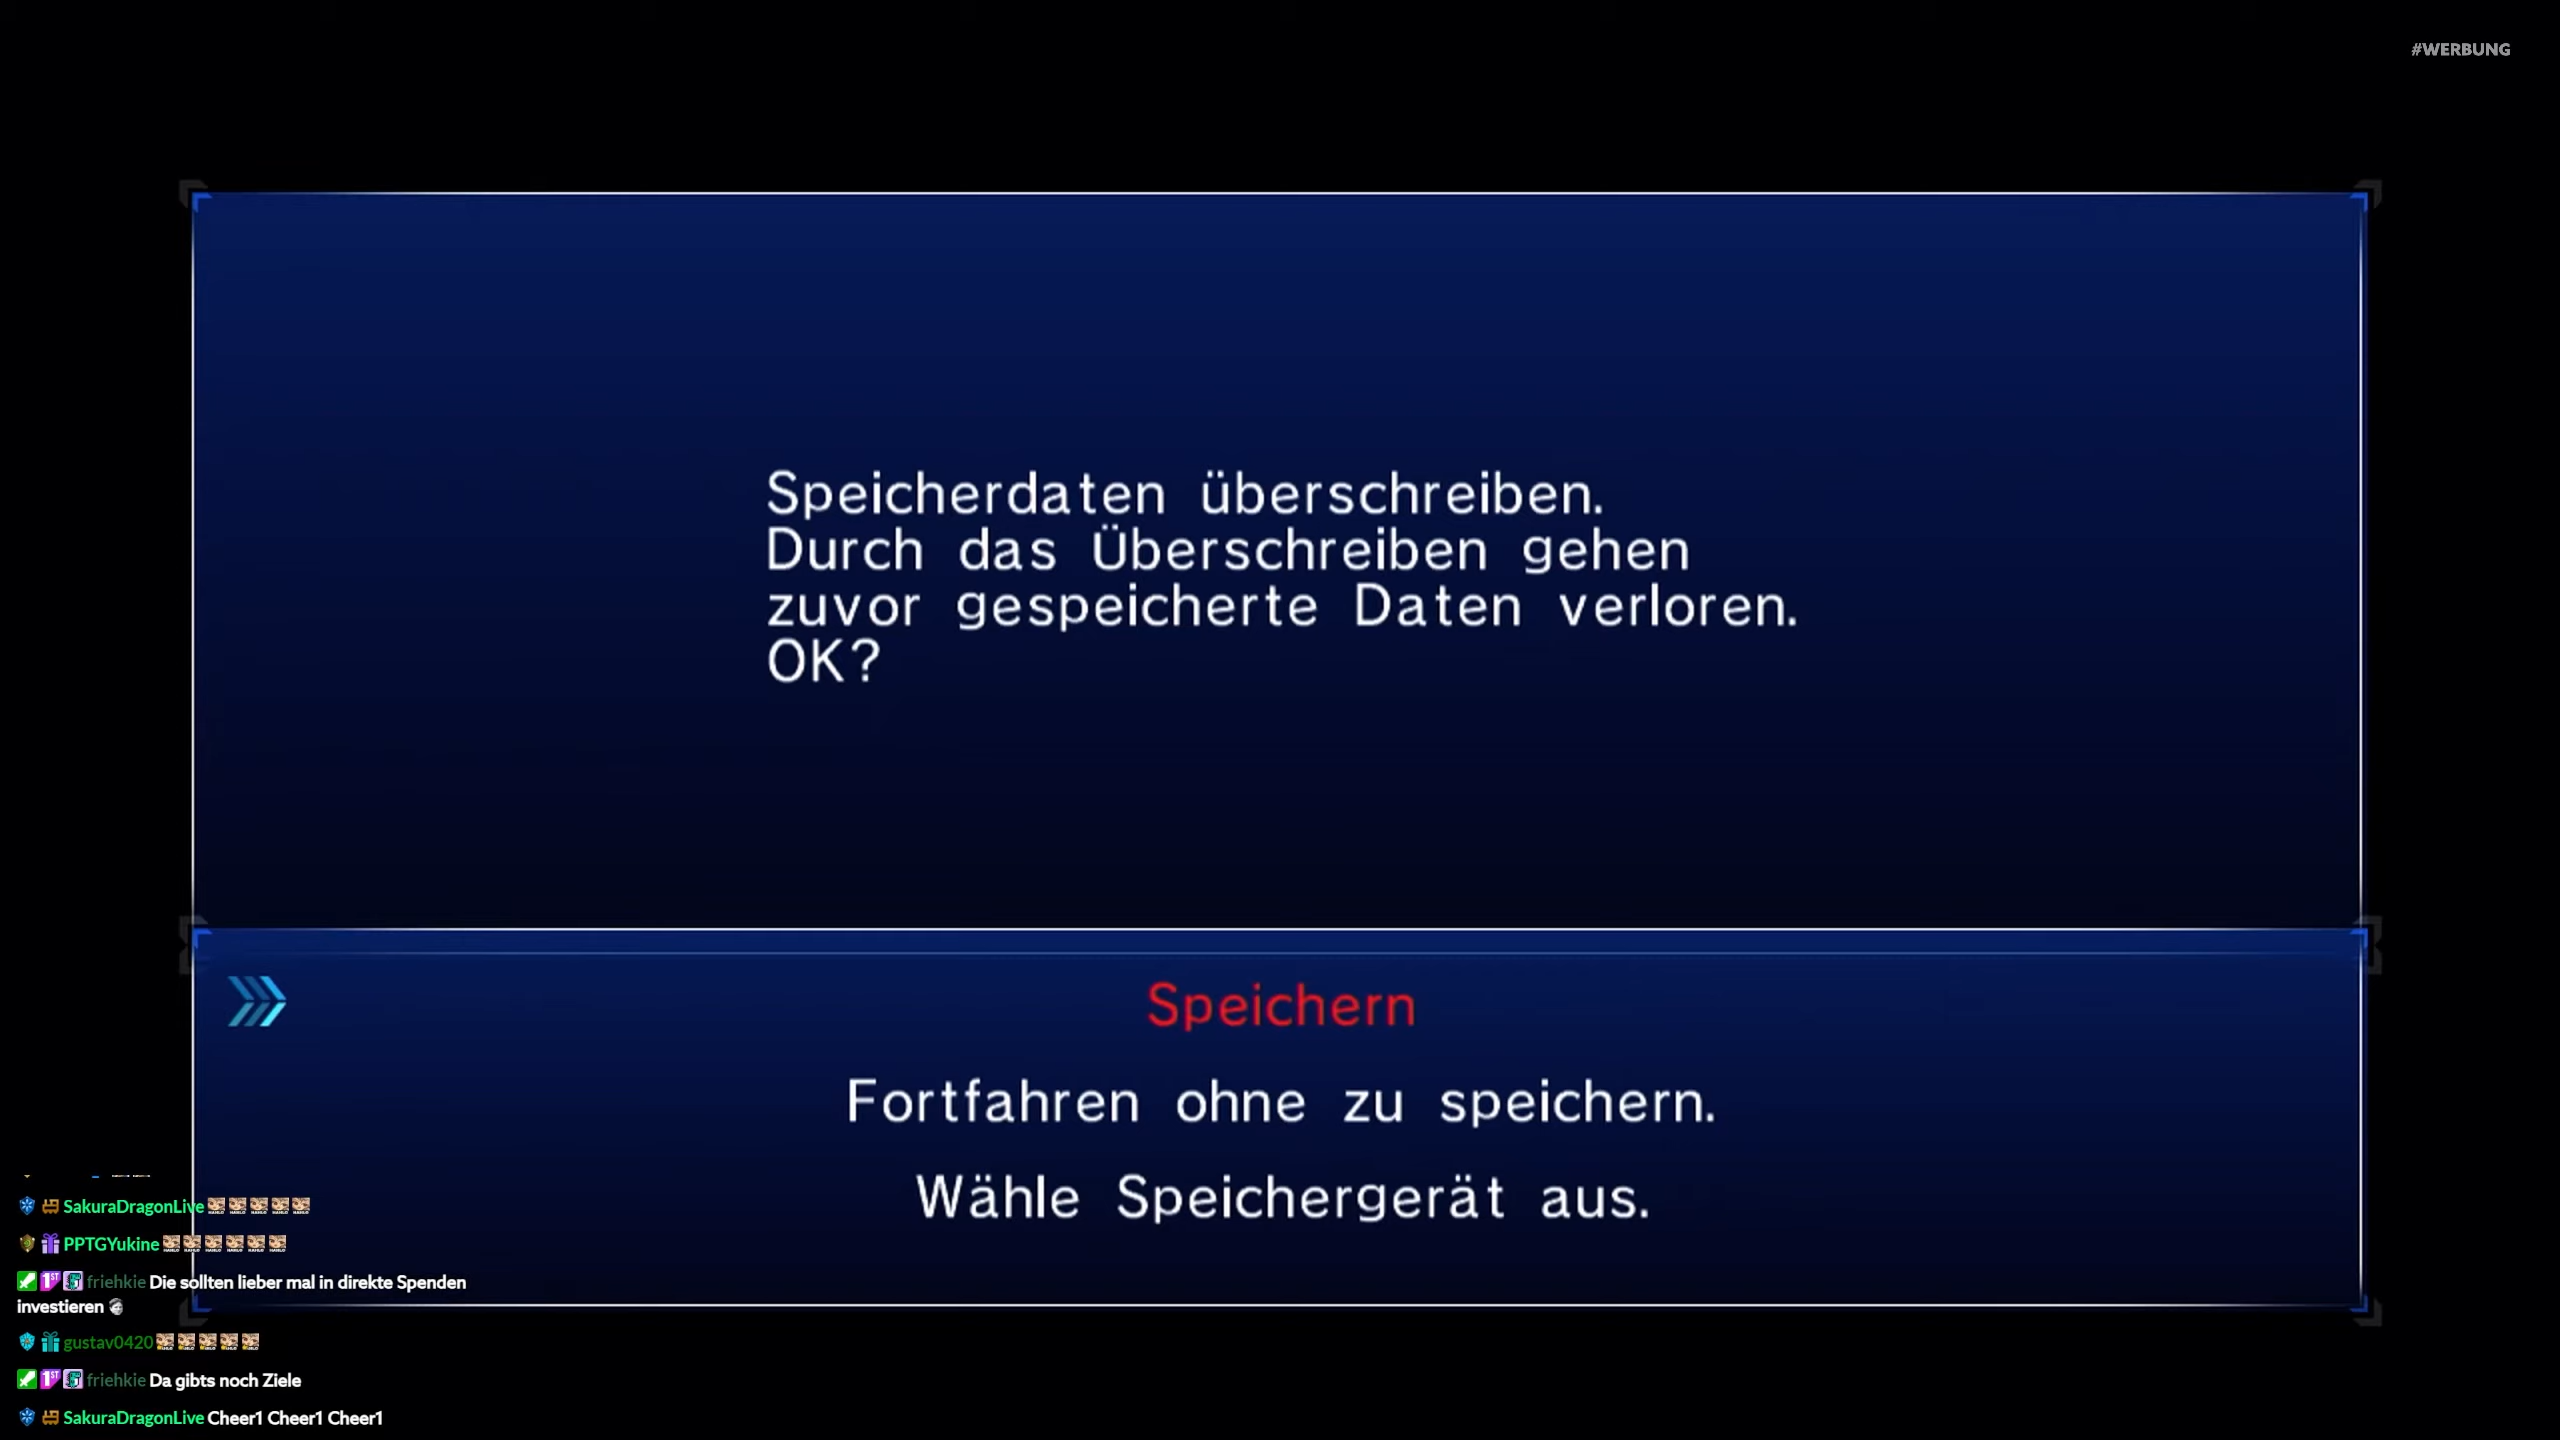 #WERBUNG
Speicherdaten überschreiben.
Durch das Überschreiben gehen
zuvor gespeicherte Daten verloren.
OK?
Speichern
Fortfahren ohne zu speichern.
Wähle Speichergerät aus.
SakuraDragonLive
PPTGYukine
friehkie Die sollten lieber mal in direkte Spenden
investieren
gustav0420
friehkie Da gibts noch Ziele
SakuraDragonLive Cheer1 Cheer1 Cheer1